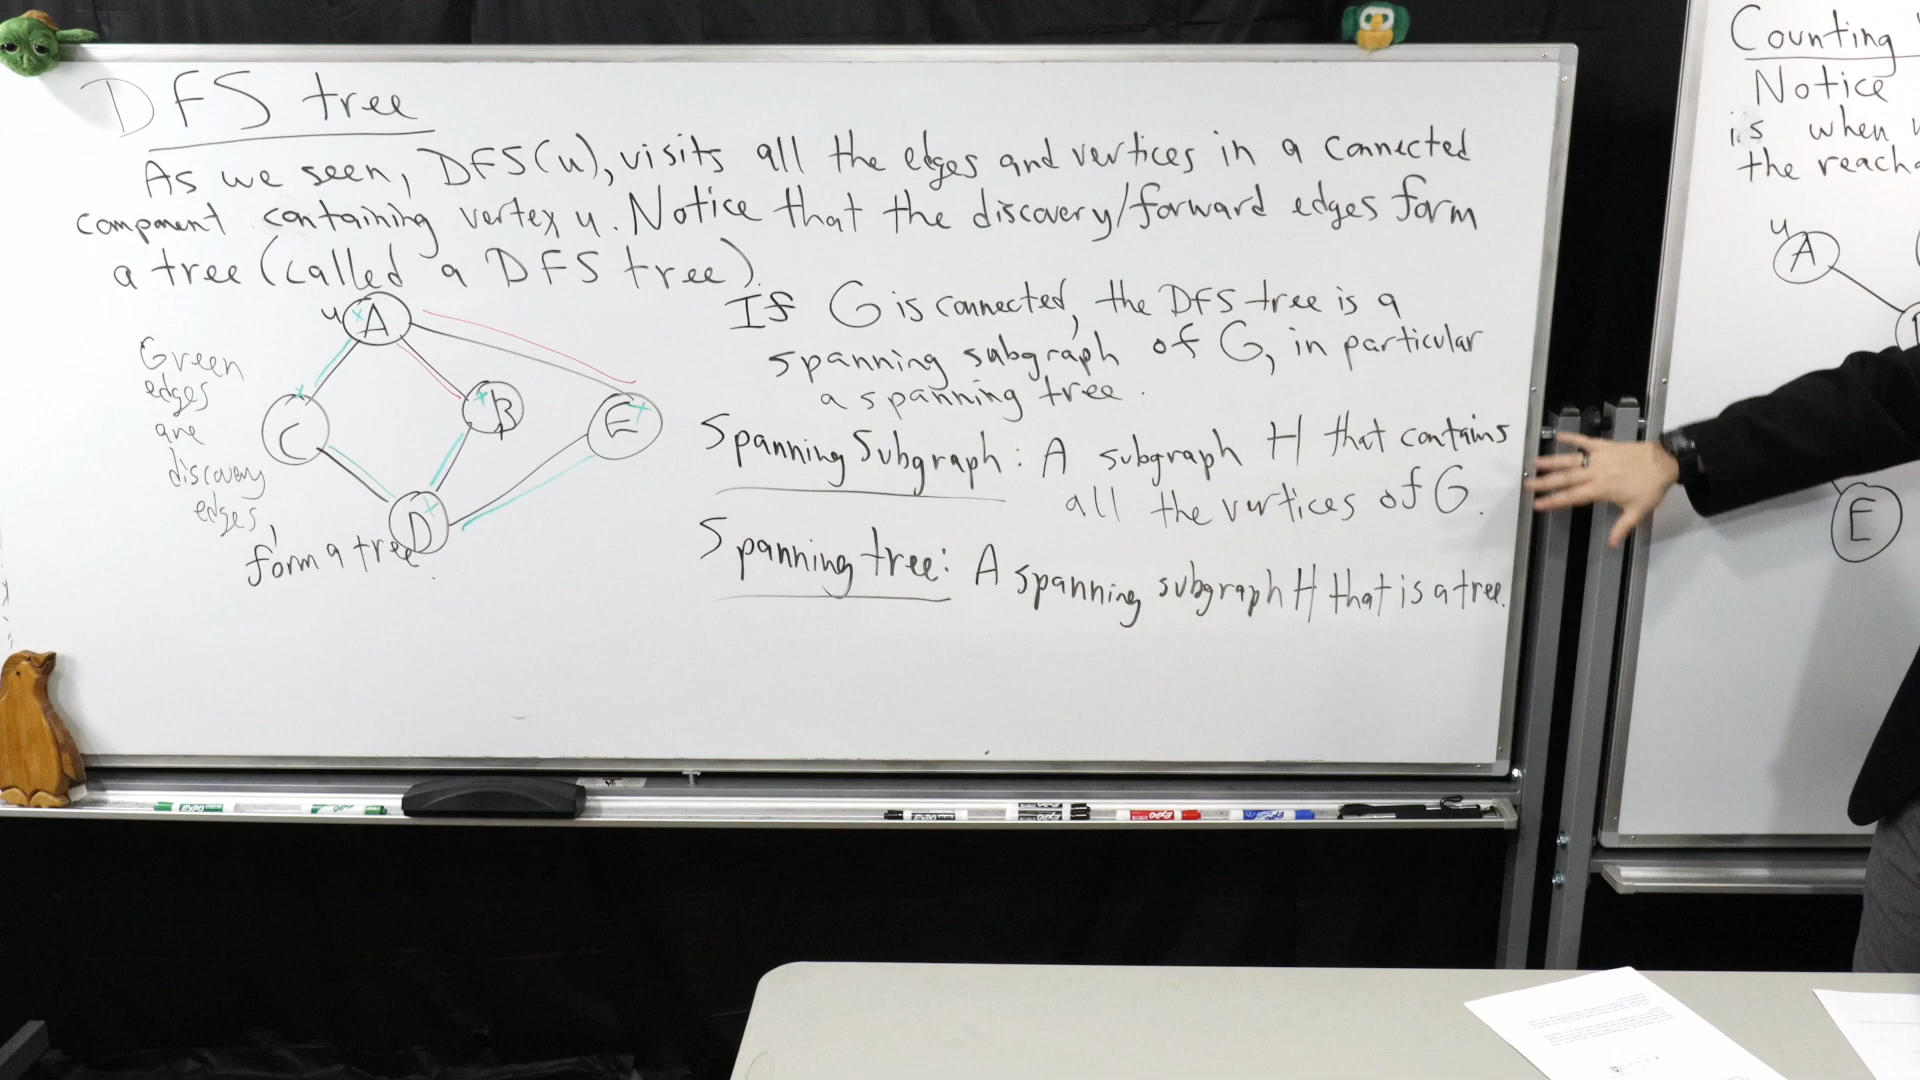 DFS tree
As we seen, DFS(u), visits all the edges and vertices in a connected
component containing vertex u. Notice that the discovery/forward edges form
a tree (called a DFS tree).
If G is connected, the DFS tree is a
spanning subgraph of G, in particular
a spanning tree.
Spanning Subgraph: A subgraph H that contains
all the vertices of G.
Spanning tree: A spanning subgraph H that is a tree.
Green
edges
are
discovery
edges,
form a tree.
u
A
C
B
E
D
EXPO
Counting
Notice
is when
the reach
u
A
E